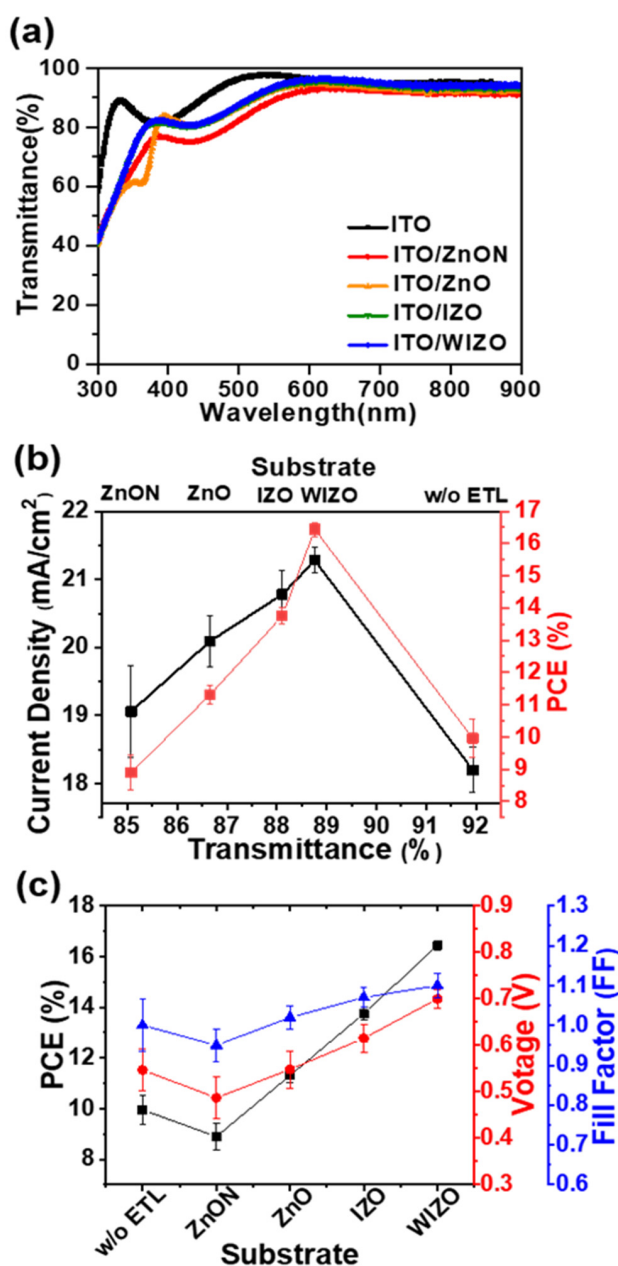 (a)
Transmittance(%)
100
80
60
40
20
0
ITO
ITO/ZnON
ITO/ZnO
ITO/IZO
ITO/WIZO
300 400 500 600 700 800 900
Wavelength(nm)
(b)
Substrate
ZnON ZnO IZO WIZO w/o ETL
Current Density (mA/cm²)
22
21
20
19
18
17
16
15
14
13
12
11
10
9
8
PCE (%)
85 86 87 88 89 90 91 92
Transmittance (%)
(c)
PCE (%)
18
16
14
12
10
8
0.9
0.8
0.7
0.6
0.5
0.4
0.3
Votage (V)
1.3
1.2
1.1
1.0
0.9
0.8
0.7
0.6
Fill Factor (FF)
w/o ETL ZnON ZnO IZO WIZO
Substrate